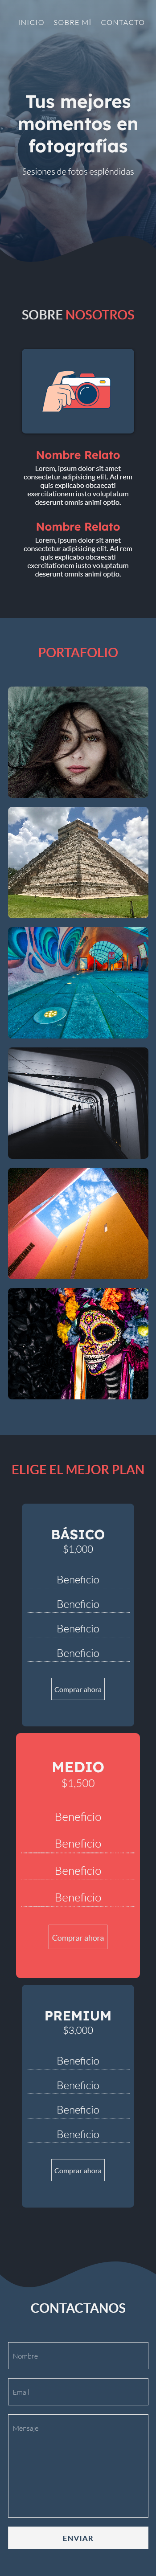 INICIO SOBRE MÍ CONTACTO
Tus mejores
momentos en
fotografías
Sesiones de fotos espléndidas
SOBRE NOSOTROS
Nombre Relato
Lorem, ipsum dolor sit amet
consectetur adipisicing elit. Ad rem
quis explicabo obcaecati
exercitationem iusto voluptatum
deserunt omnis animi optio.
Nombre Relato
Lorem, ipsum dolor sit amet
consectetur adipisicing elit. Ad rem
quis explicabo obcaecati
exercitationem iusto voluptatum
deserunt omnis animi optio.
PORTAFOLIO
ELIGE EL MEJOR PLAN
BÁSICO
$1,000
Beneficio
Beneficio
Beneficio
Beneficio
Comprar ahora
MEDIO
$1,500
Beneficio
Beneficio
Beneficio
Beneficio
Comprar ahora
PREMIUM
$3,000
Beneficio
Beneficio
Beneficio
Beneficio
Comprar ahora
CONTACTANOS
Nombre
Email
Mensaje
ENVIAR